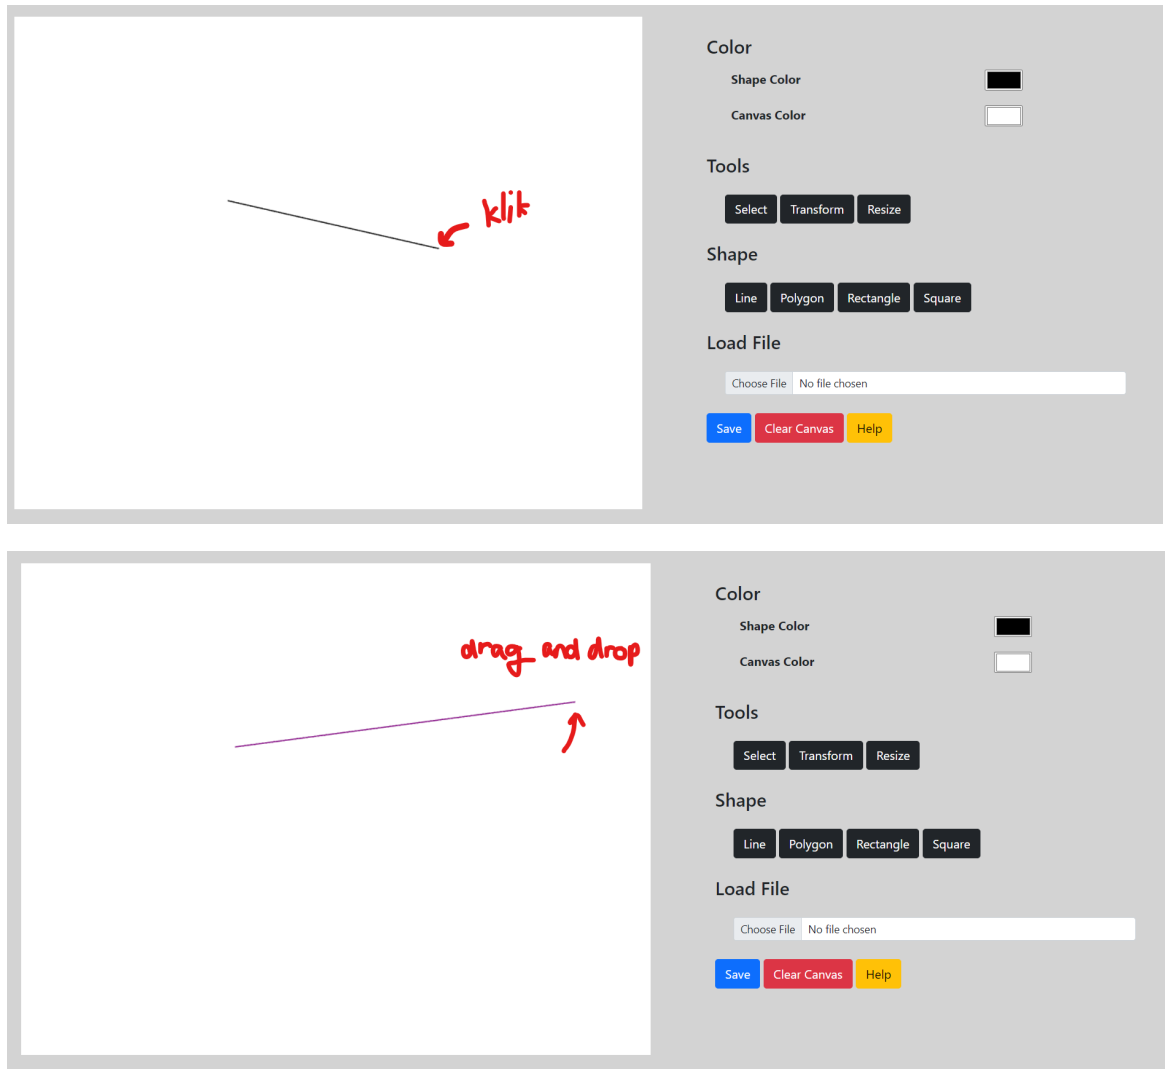 Color
Shape Color
Canvas Color
klik
Tools
Select Transform Resize
Shape
Line Polygon Rectangle Square
Load File
Choose File No file chosen
Save Clear Canvas Help
Color
Shape Color
drag and drop
Canvas Color
Tools
Select Transform Resize
Shape
Line Polygon Rectangle Square
Load File
Choose File No file chosen
Save Clear Canvas Help